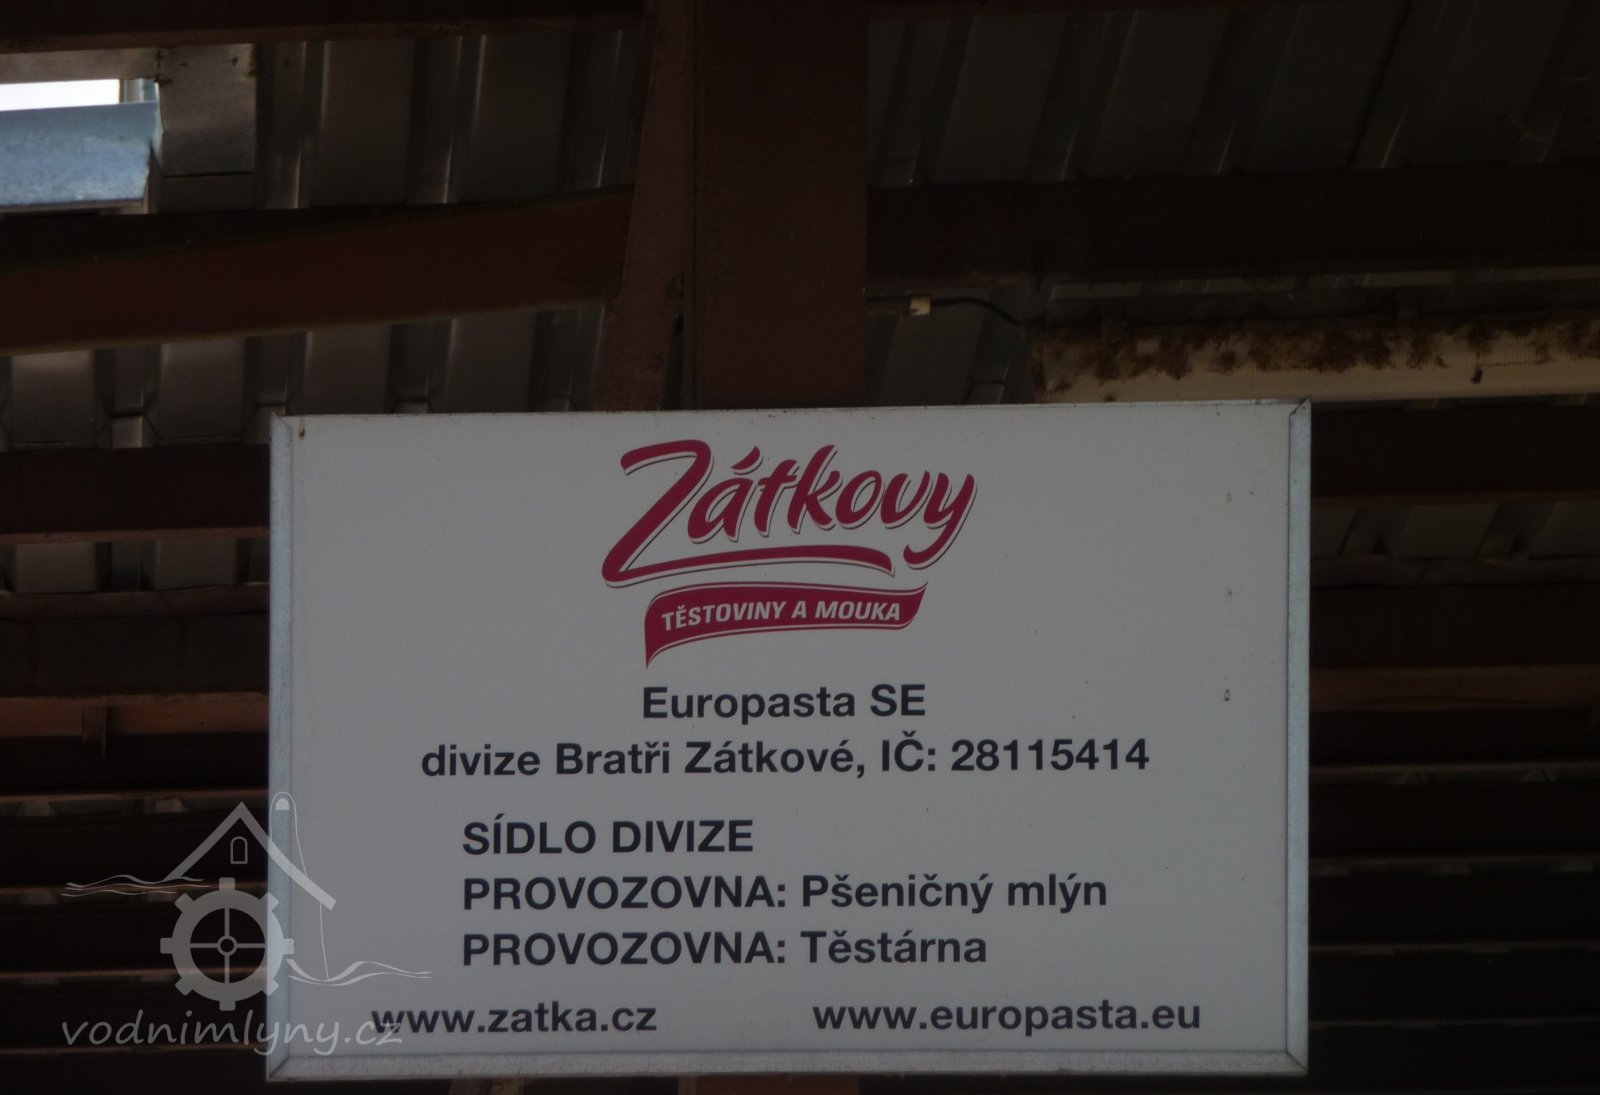 Zátkovy
TĚSTOVINY A MOUKA
Europasta SE
divize Bratři Zátkové, IČ: 28115414
SÍDLO DIVIZE
PROVOZOVNA: Pšeničný mlýn
PROVOZOVNA: Těstárna
www.zatka.cz www.europasta.eu
vodnimlyny.cz